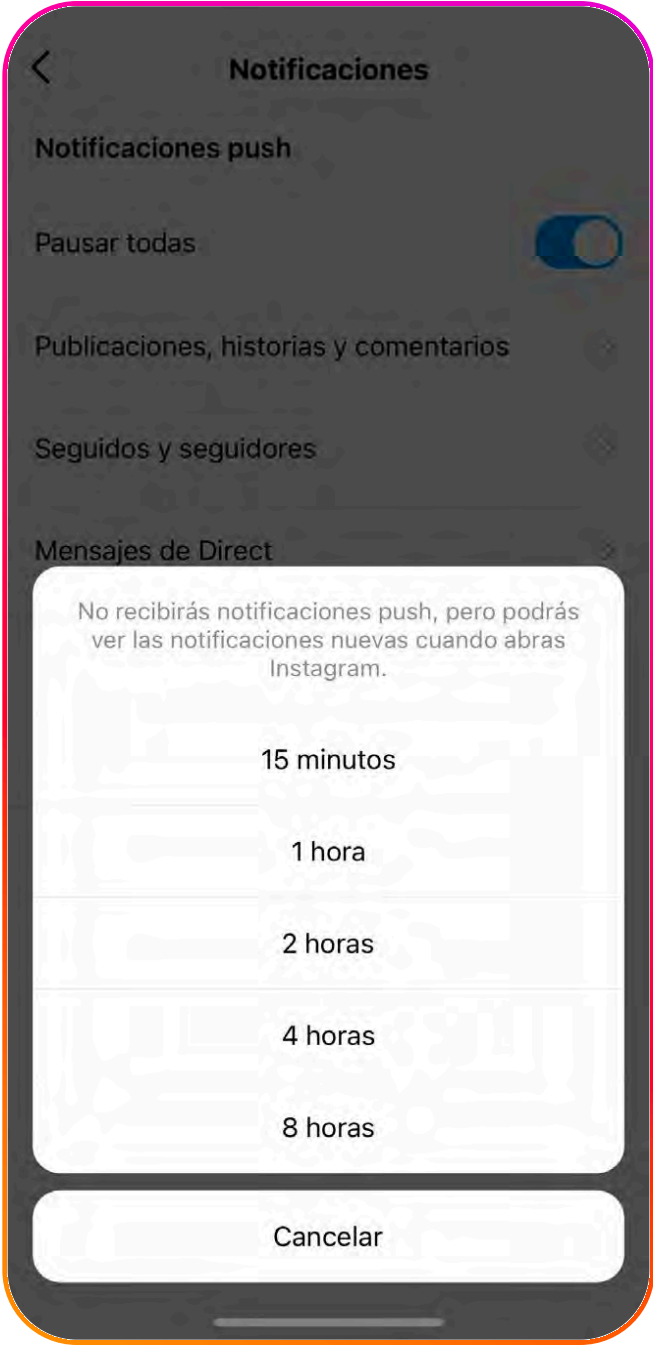 Notificaciones
Notificaciones push
Pausar todas
Publicaciones, historias y comentarios
Seguidos y seguidores
Mensajes de Direct
No recibirás notificaciones push, pero podrás
ver las notificaciones nuevas cuando abras
Instagram.
15 minutos
1 hora
2 horas
4 horas
8 horas
Cancelar